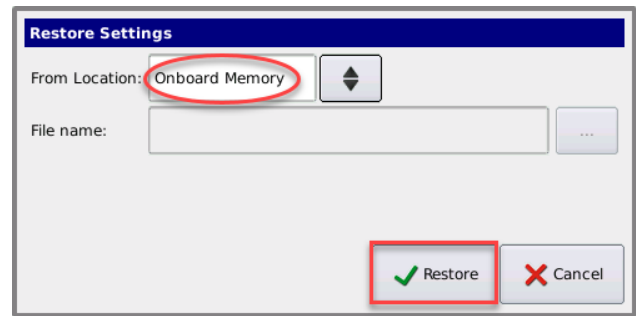 Restore Settings
From Location: Onboard Memory
File name:
...
Restore Cancel